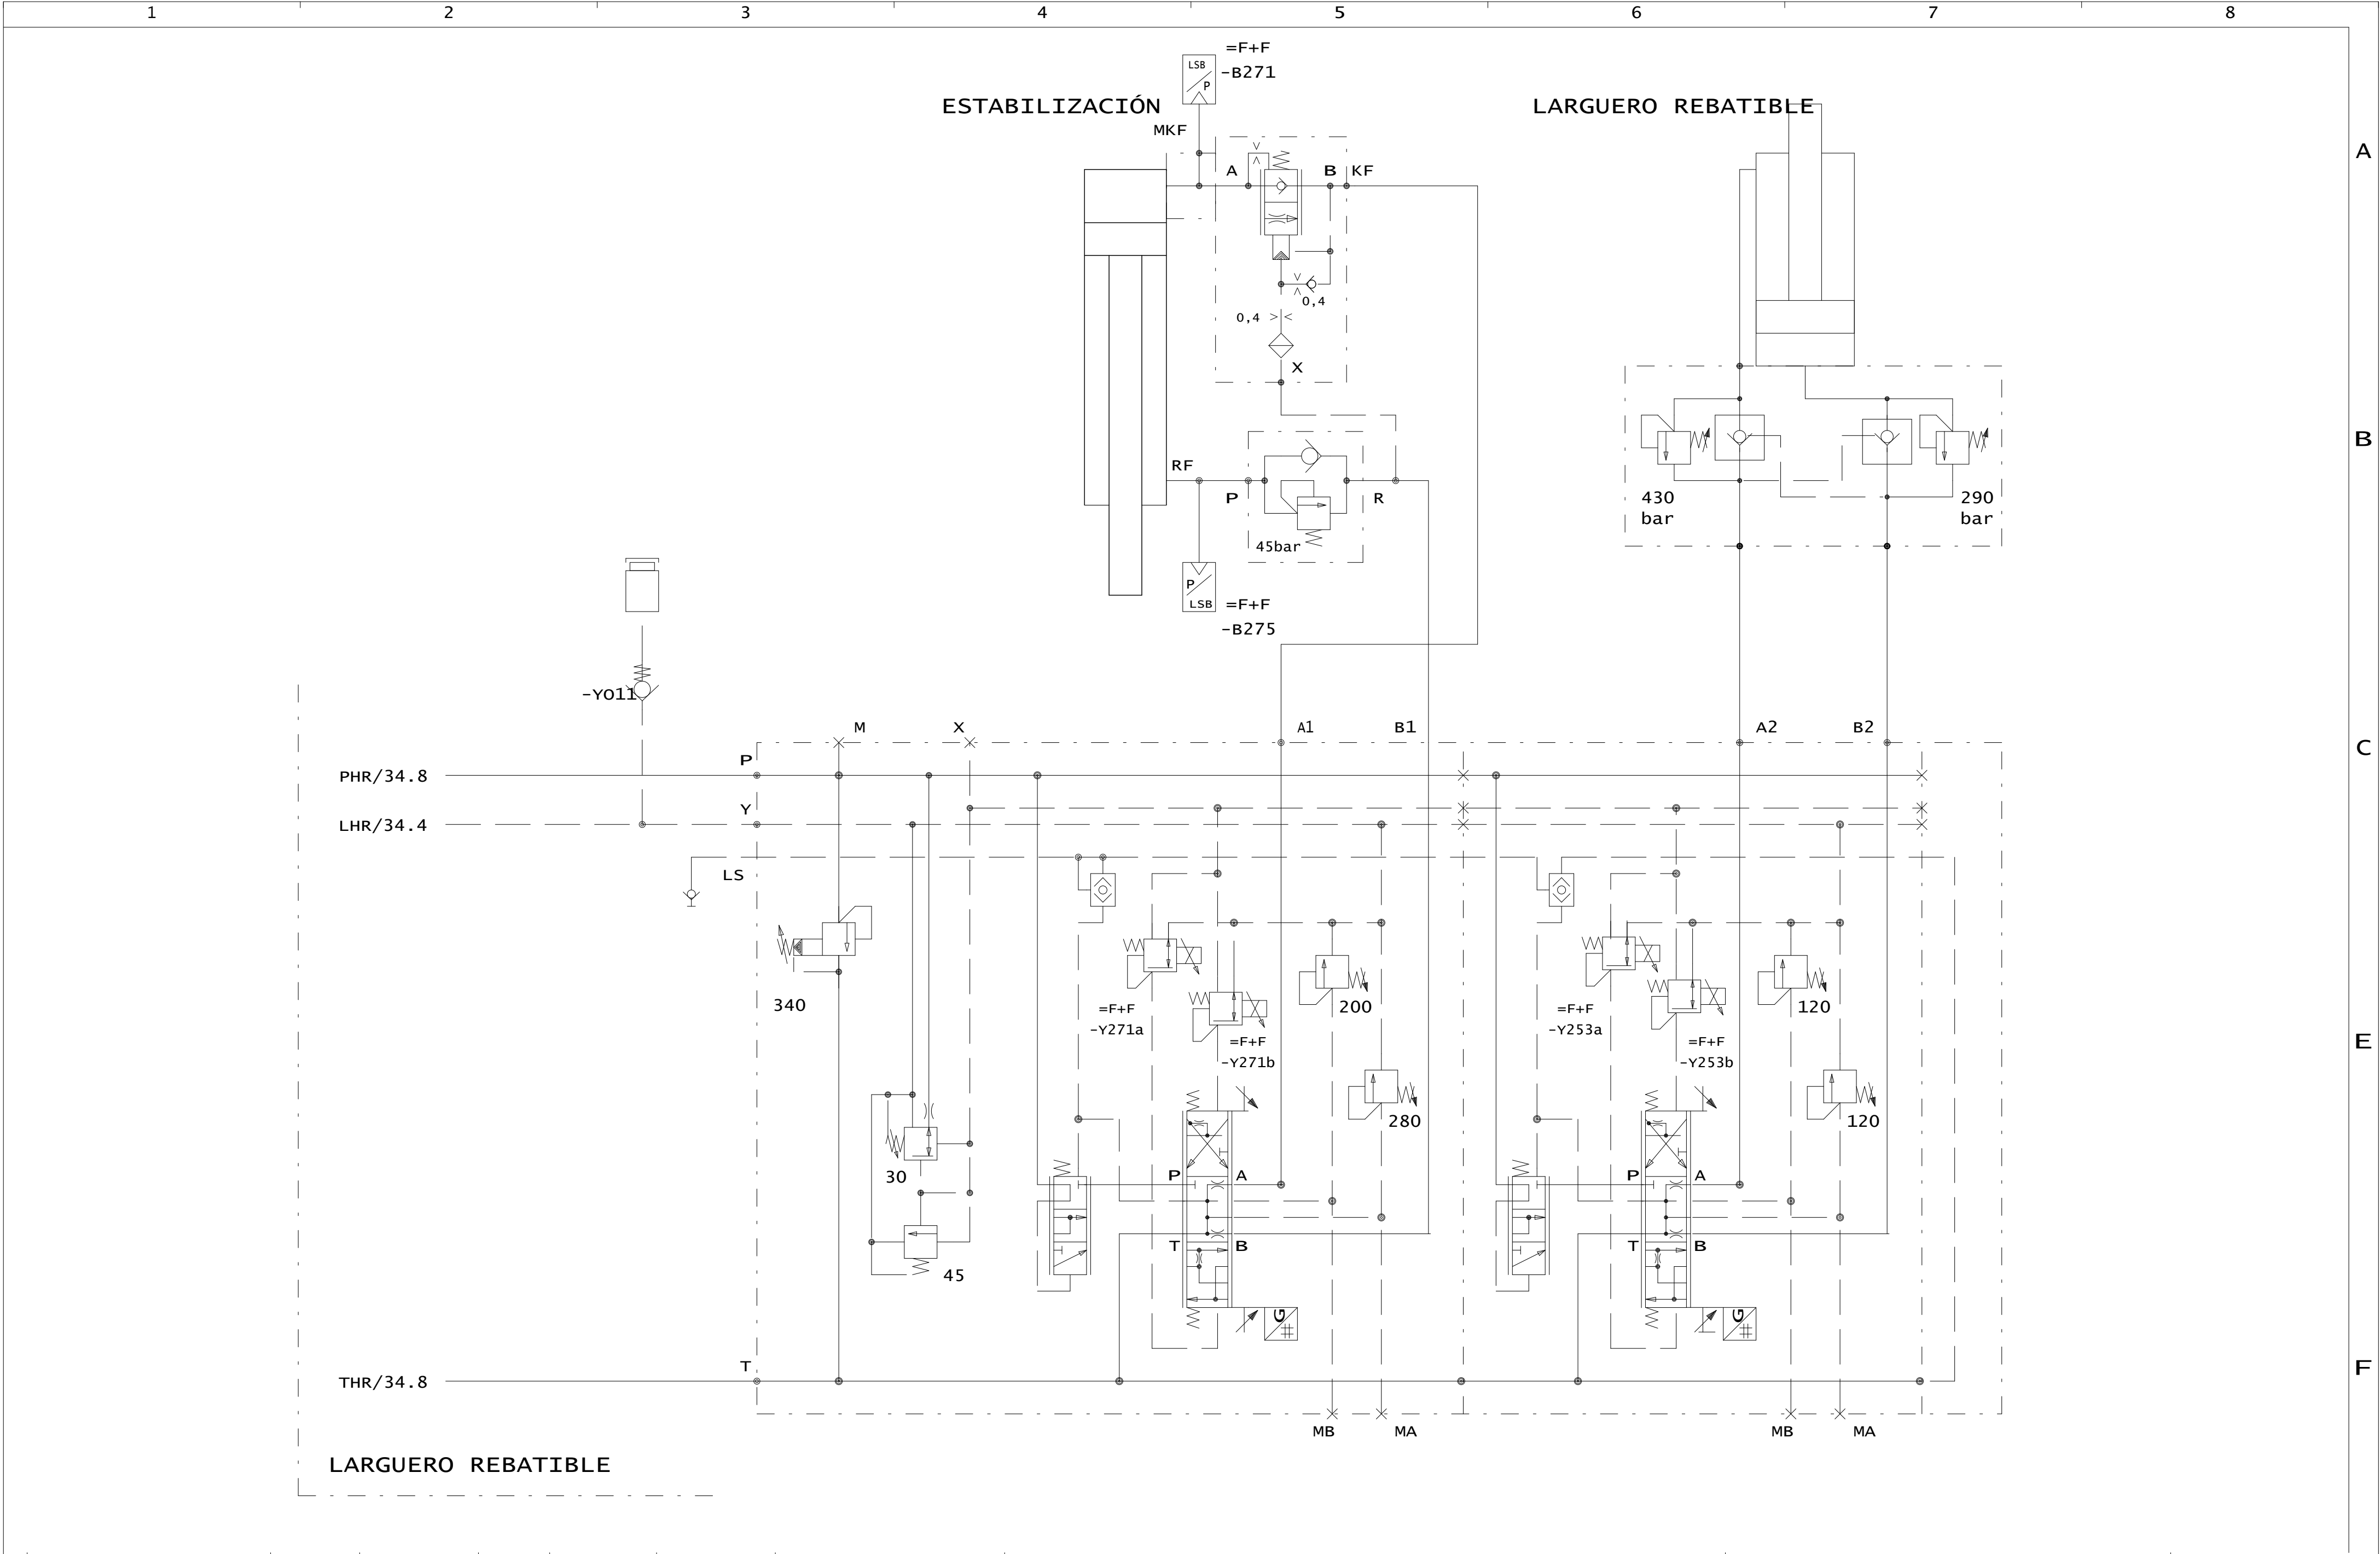 1 2 3 4 5 6 7 8
=F+F
-B271
LSB
P
ESTABILIZACIÓN
LARGUERO REBATIBLE
MKF
A
A
B
KF
0,4
0,4
X
B
RF
P
R
45bar
430
bar
290
bar
P
LSB
=F+F
-B275
-Y011
M
X
A1
B1
A2
B2
C
P
PHR/34.8
Y
LHR/34.4
LS
340
=F+F
-Y271a
200
=F+F
-Y253a
120
=F+F
-Y271b
=F+F
-Y253b
E
280
120
30
P
A
P
A
T
B
T
B
45
G
#
G
#
T
THR/34.8
F
MB
MA
MB
MA
LARGUERO REBATIBLE